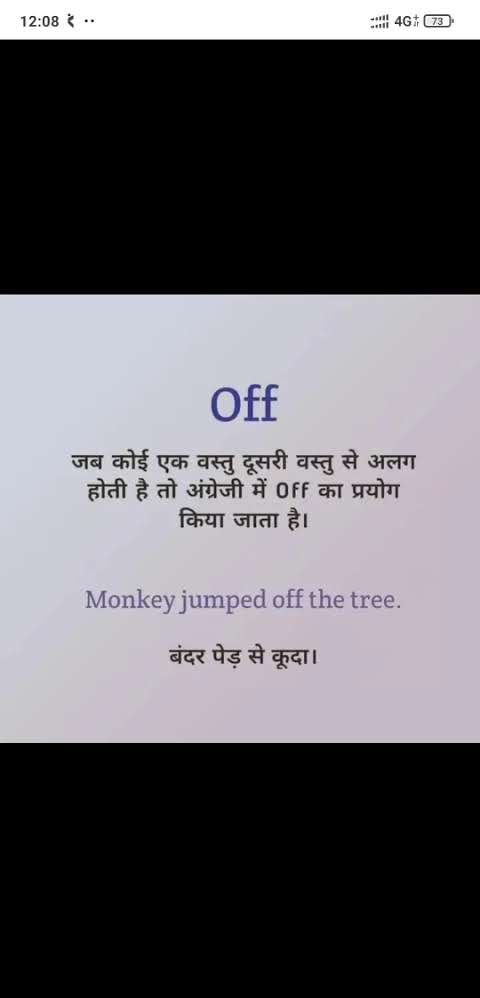 12:08
4G
73
Off
जब कोई एक वस्तु दूसरी वस्तु से अलग
होती है तो अंग्रेजी में Off का प्रयोग
किया जाता है।
Monkey jumped off the tree.
बंदर पेड़ से कूदा।